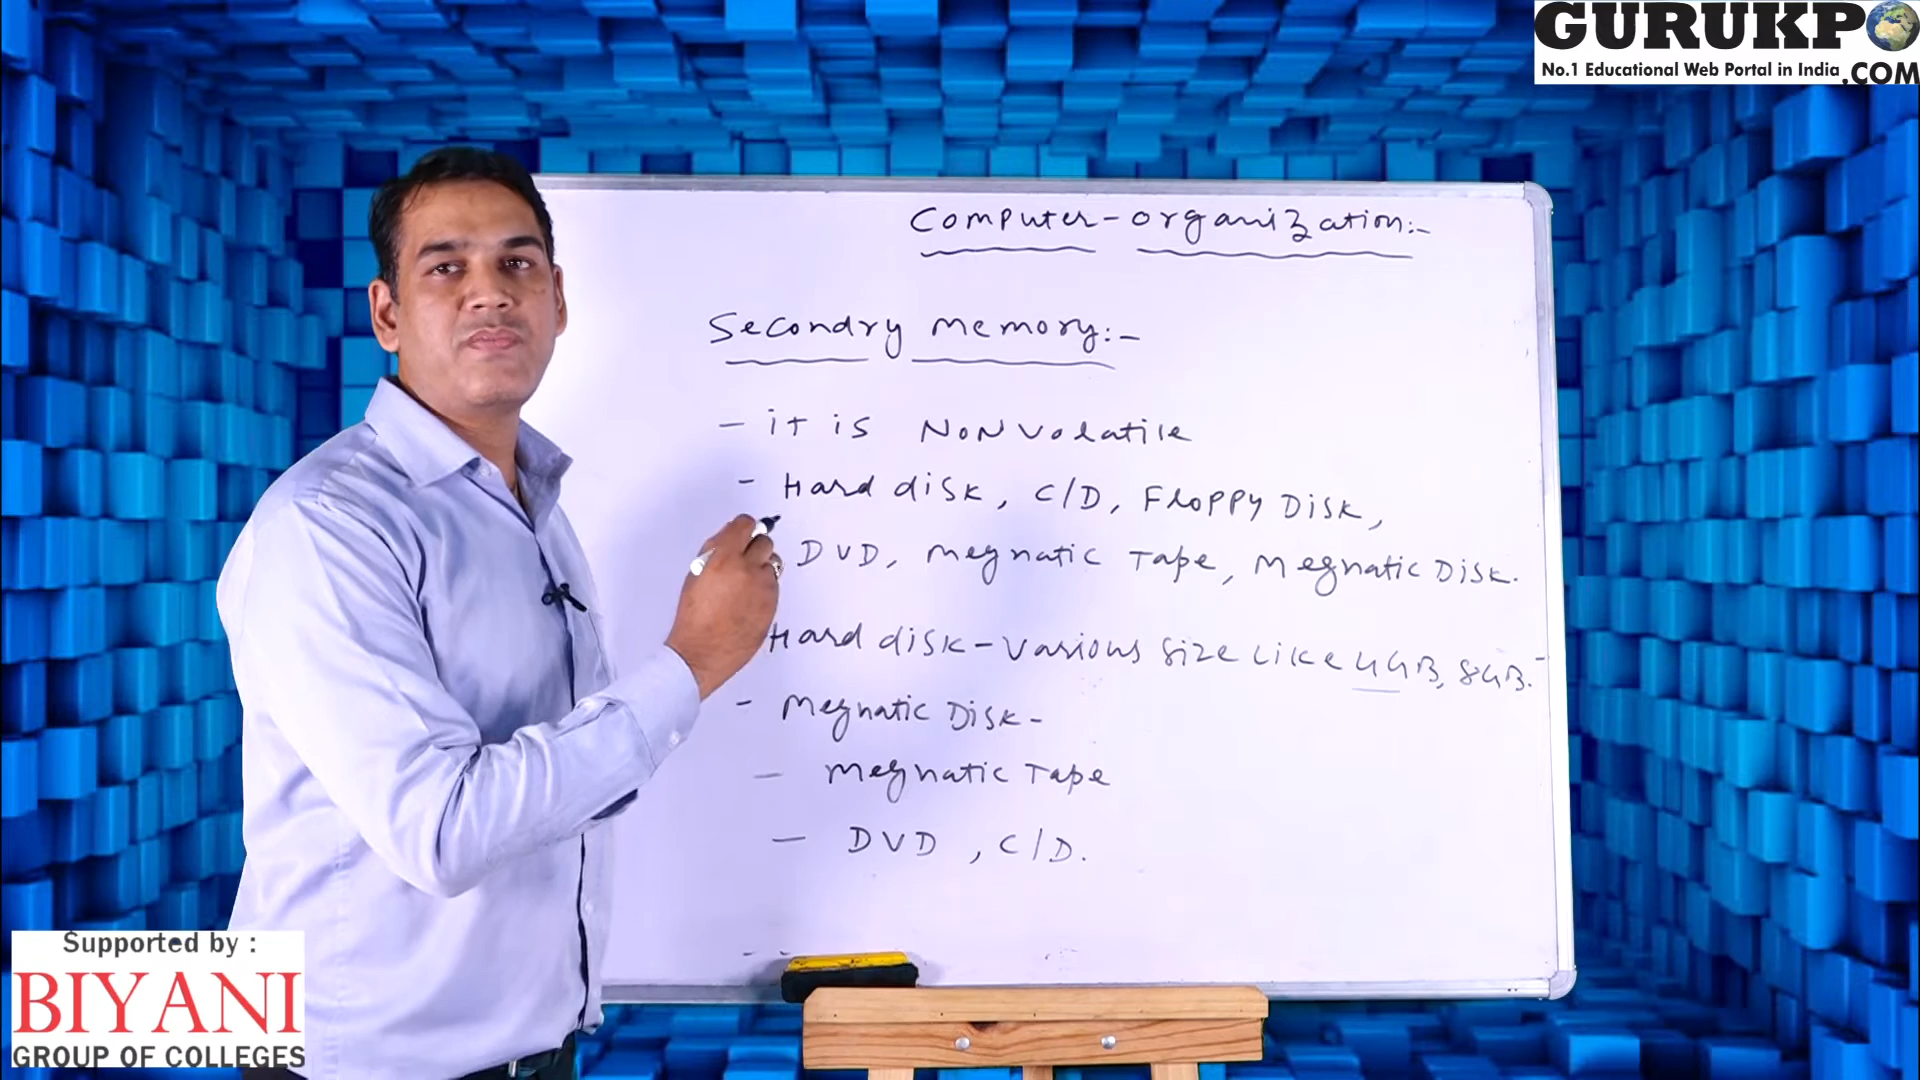 GURUKPO
No.1 Educational Web Portal in India .COM
Computer-organization:-
Secondry memory:-
- it is NonVolatile
- Hard disk, C/D, Floppy Disk,
DVD, Megnatic Tape, Megnatic Disk.
Hard disk - Various size like 4GB, 8GB.
- Megnatic Disk -
- Megnatic Tape
- DVD, C/D.
Supported by :
BIYANI
GROUP OF COLLEGES